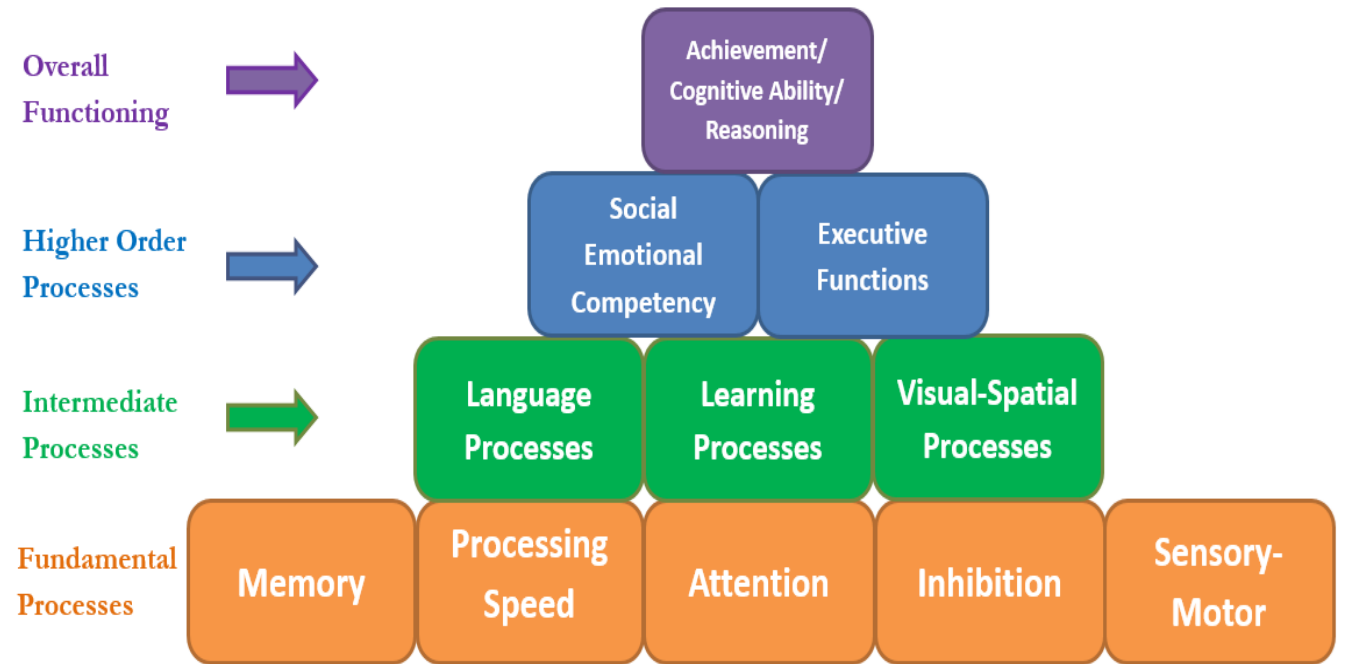 Overall
Functioning
Achievement/
Cognitive Ability/
Reasoning
Higher Order
Processes
Social
Emotional
Competency
Executive
Functions
Intermediate
Processes
Language
Processes
Learning
Processes
Visual-Spatial
Processes
Fundamental
Processes
Memory
Processing
Speed
Attention
Inhibition
Sensory-
Motor